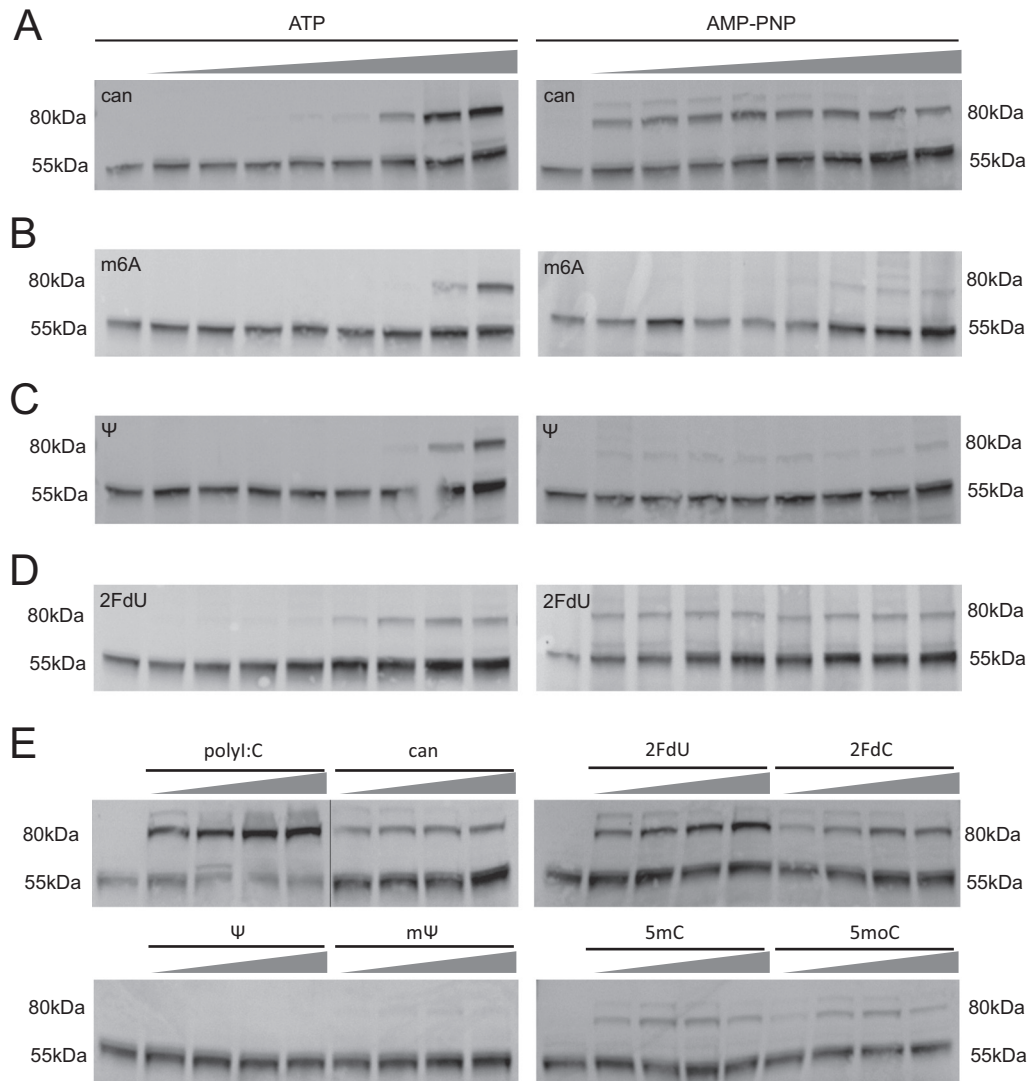 A ATP AMP-PNP
can can
80kDa 80kDa
55kDa 55kDa
B
m6A m6A
80kDa 80kDa
55kDa 55kDa
C
Ψ Ψ
80kDa 80kDa
55kDa 55kDa
D
2FdU 2FdU
80kDa 80kDa
55kDa 55kDa
E
polyI:C can 2FdU 2FdC
80kDa 80kDa
55kDa 55kDa
Ψ mΨ 5mC 5moC
80kDa 80kDa
55kDa 55kDa